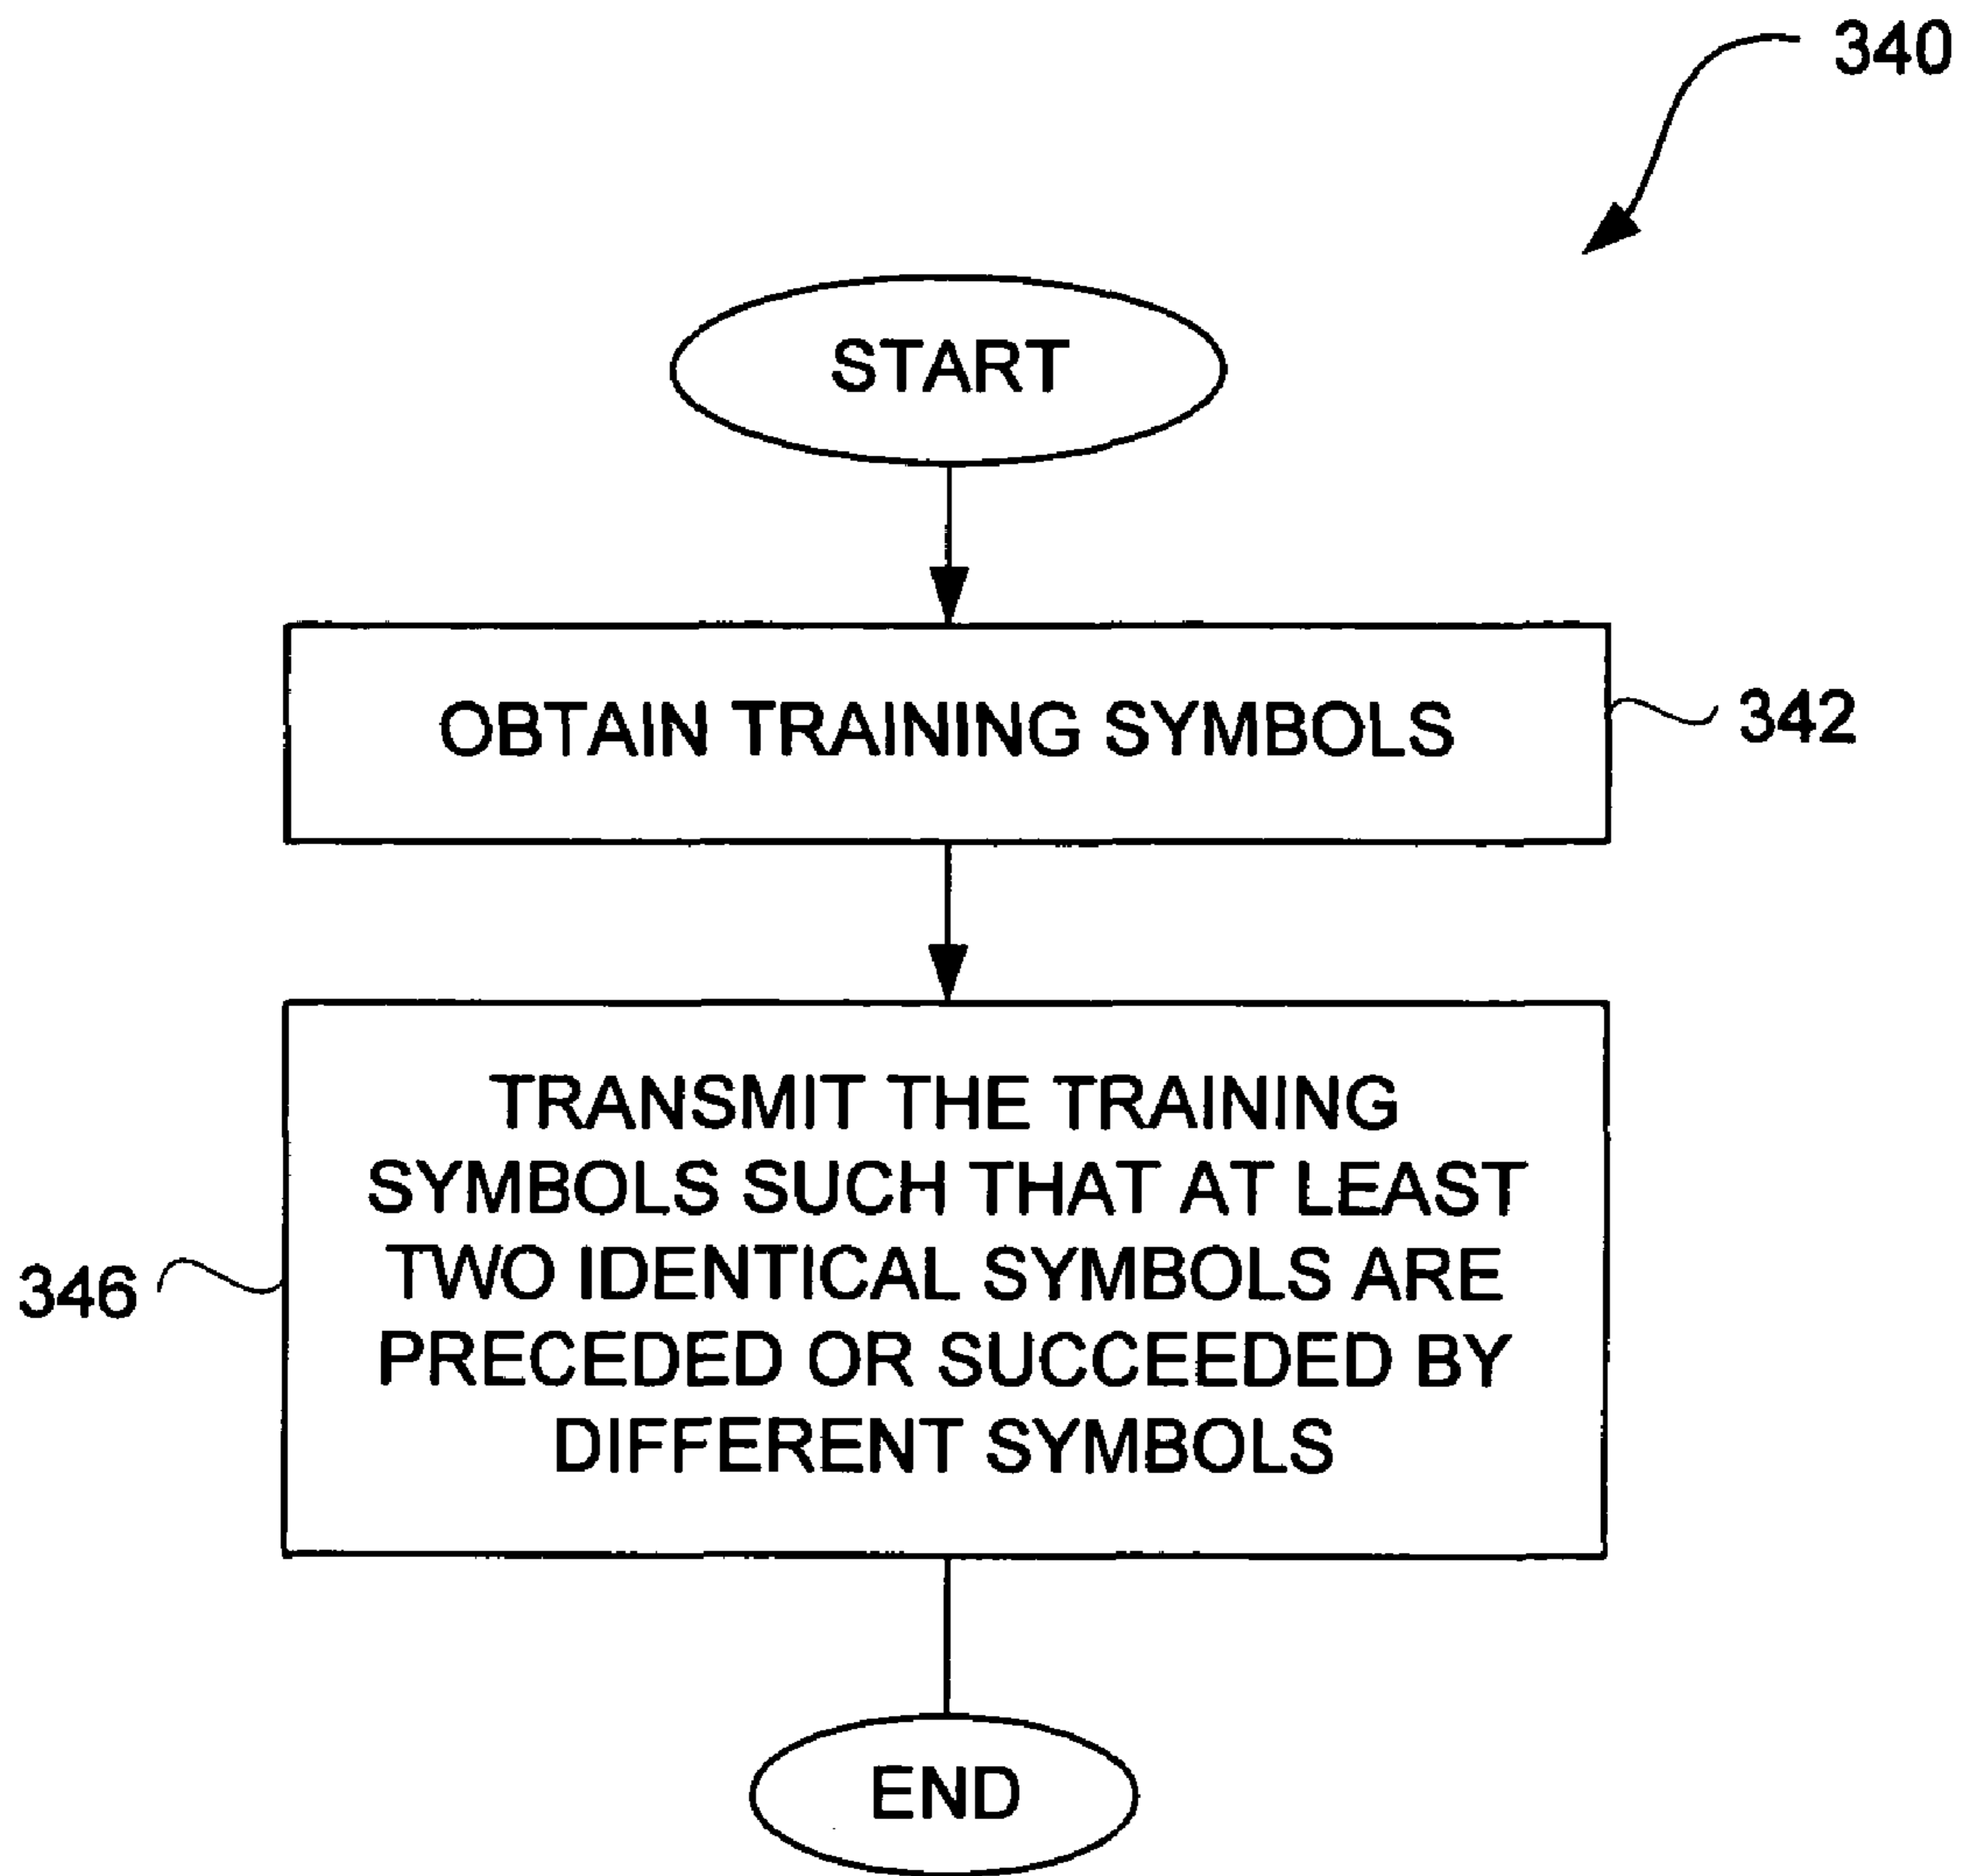 340
START
OBTAIN TRAINING SYMBOLS
342
TRANSMIT THE TRAINING
SYMBOLS SUCH THAT AT LEAST
TWO IDENTICAL SYMBOLS ARE
PRECEDED OR SUCCEEDED BY
DIFFERENT SYMBOLS
346
END